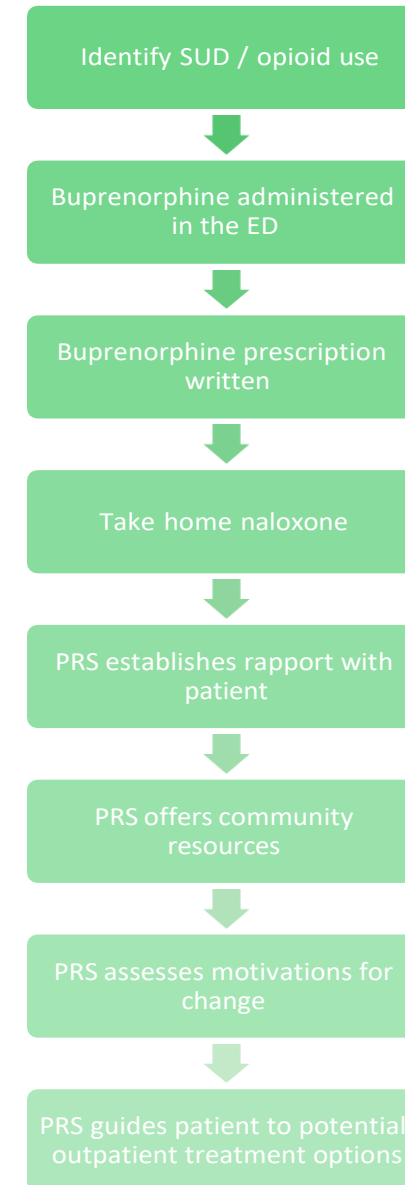 Identify SUD / opioid use
Buprenorphine administered
in the ED
Buprenorphine prescription
written
Take home naloxone
PRS establishes rapport with
patient
PRS offers community
resources
PRS assesses motivations for
change
PRS guides patient to potential
outpatient treatment options